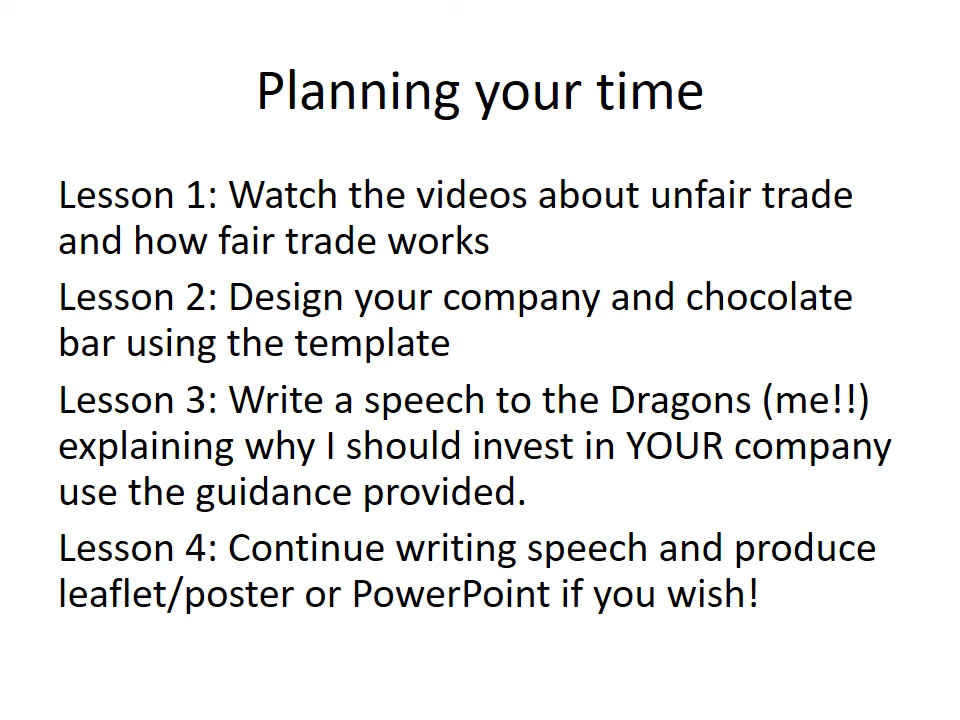 Planning your time
Lesson 1: Watch the videos about unfair trade
and how fair trade works
Lesson 2: Design your company and chocolate
bar using the template
Lesson 3: Write a speech to the Dragons (me!!)
explaining why I should invest in YOUR company
use the guidance provided.
Lesson 4: Continue writing speech and produce
leaflet/poster or PowerPoint if you wish!